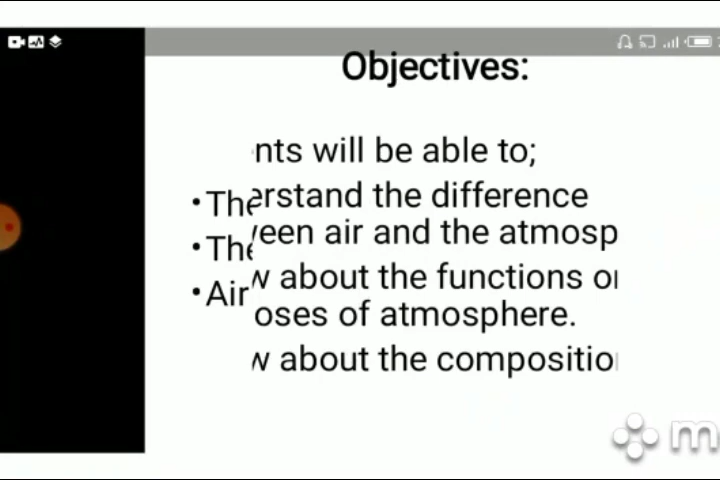 Objectives:
nts will be able to;
erstand the difference
•The
een air and the atmosp
•The
w about the functions o
•Air
oses of atmosphere.
w about the compositio